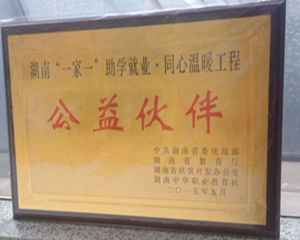 湖南“一家一”助学就业·同心温暖工程
公益伙伴
中共湖南省委统战部
湖南省教育厅
湖南省扶贫开发办公室
湖南中华职业教育社
二〇一五年五月